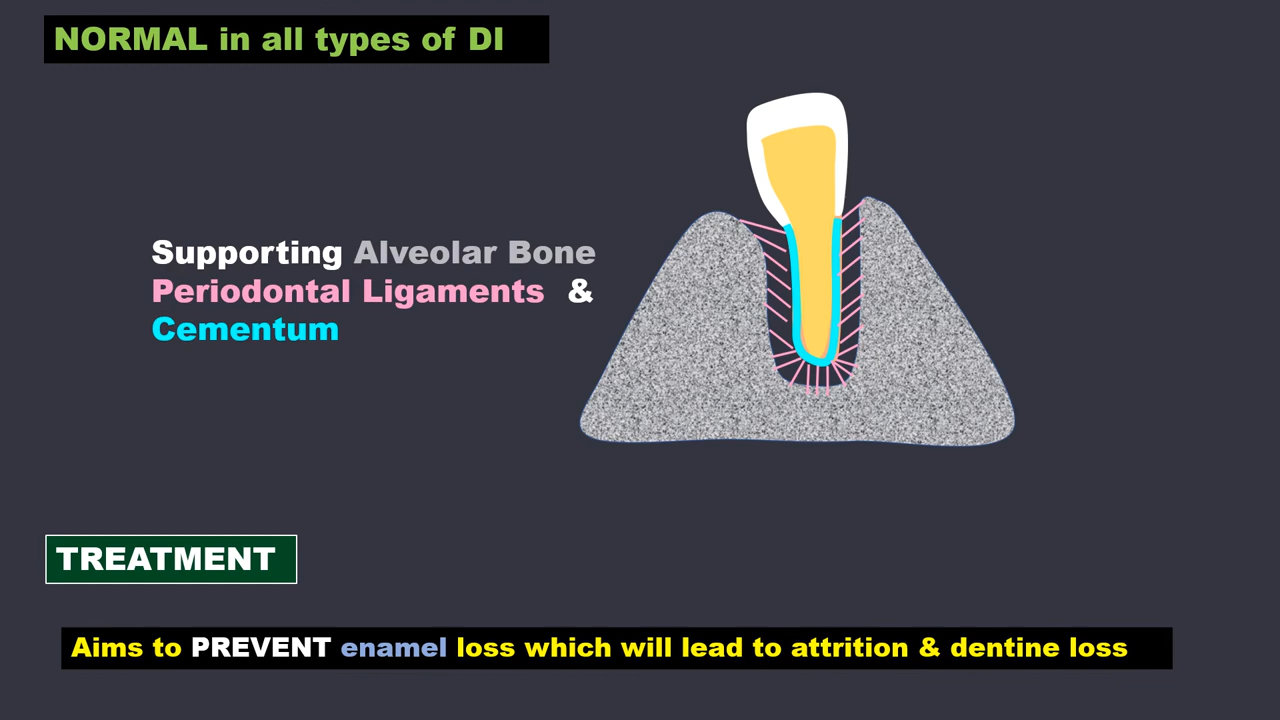 NORMAL in all types of DI
Supporting Alveolar Bone
Periodontal Ligaments &
Cementum
TREATMENT
Aims to PREVENT enamel loss which will lead to attrition & dentine loss